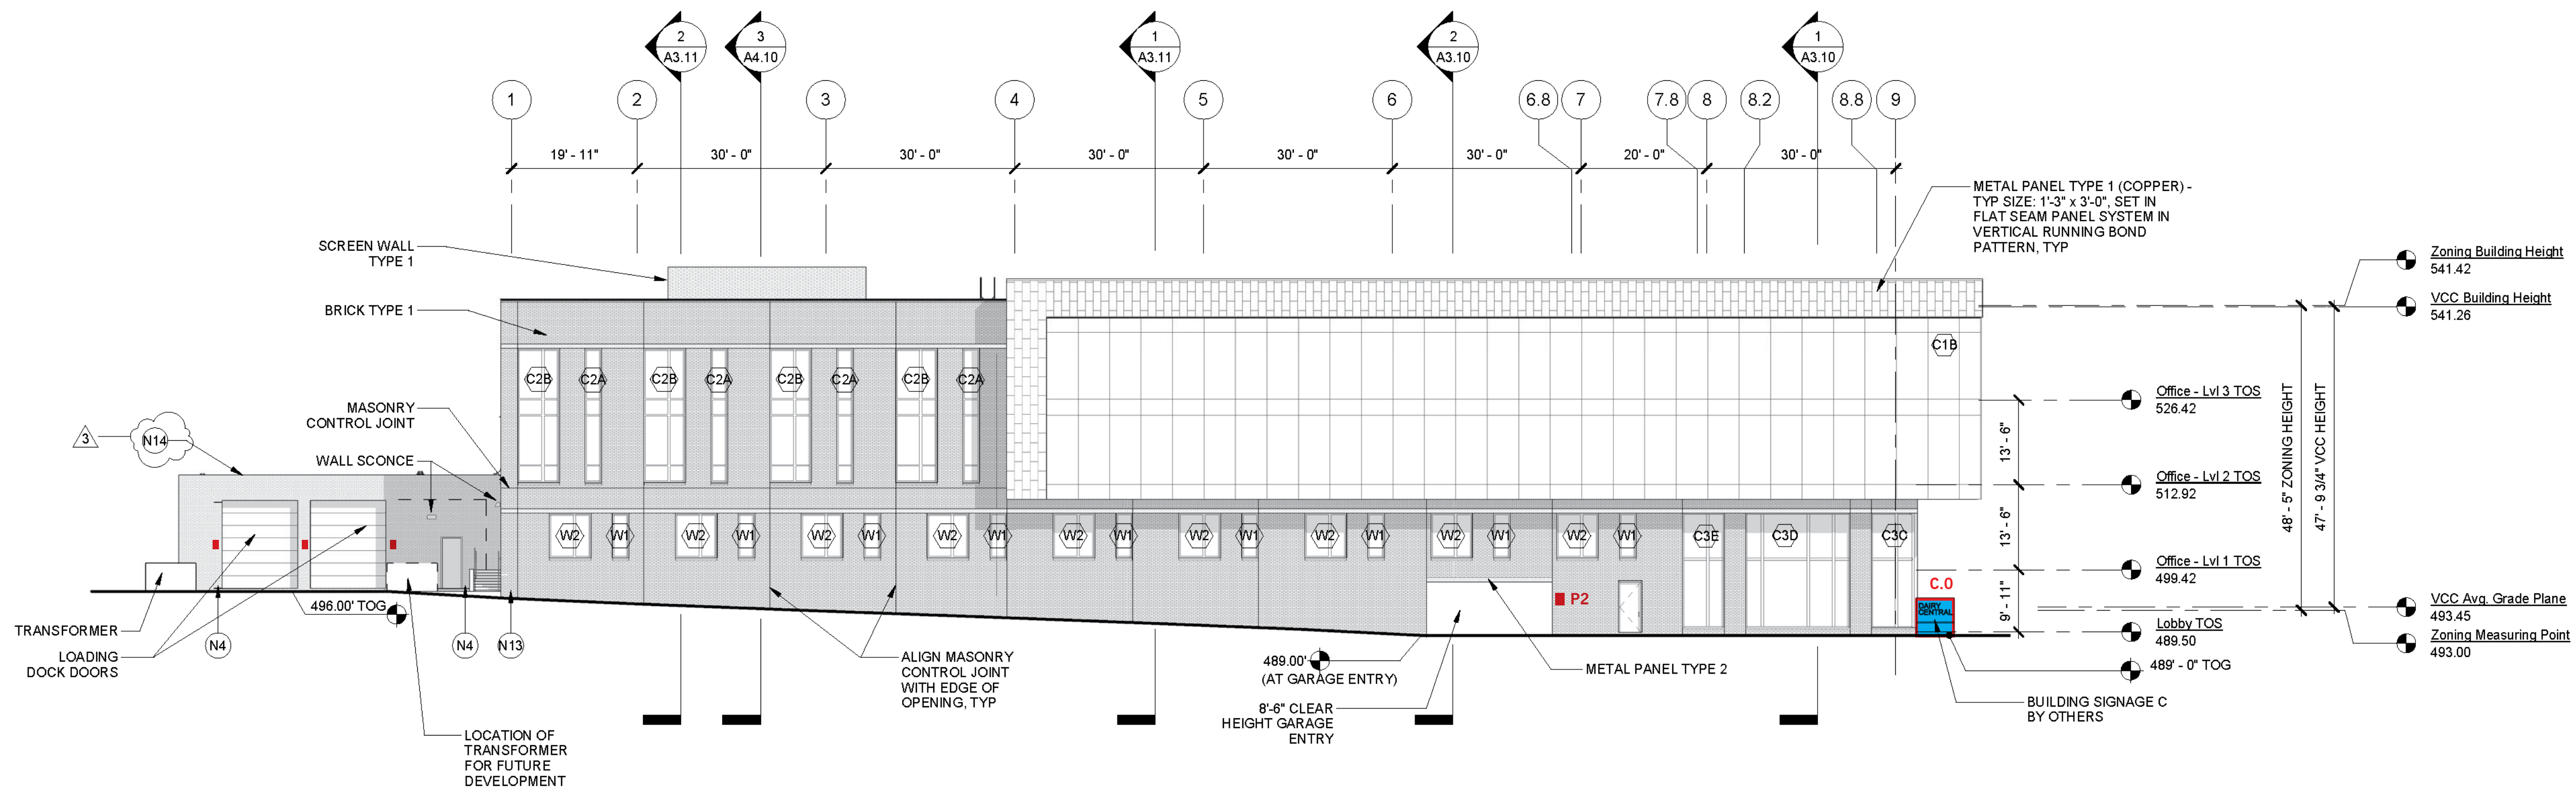 2
A3.11
3
A4.10
1
A3.11
2
A3.10
1
A3.10
1
2
3
4
5
6
6.8
7
7.8
8
8.2
8.8
9
19' - 11"
30' - 0"
30' - 0"
30' - 0"
30' - 0"
30' - 0"
20' - 0"
30' - 0"
METAL PANEL TYPE 1 (COPPER) -
TYP SIZE: 1'-3" x 3'-0", SET IN
FLAT SEAM PANEL SYSTEM IN
VERTICAL RUNNING BOND
PATTERN, TYP
SCREEN WALL
TYPE 1
BRICK TYPE 1
MASONRY
CONTROL JOINT
WALL SCONCE
3
N14
C2B
C2A
C2B
C2A
C2B
C2A
C2B
C2A
C1B
W2
W1
W2
W1
W2
W1
W2
W1
W2
W1
W2
W1
W2
W1
W2
W1
W2
W1
C3E
C3D
C3C
Zoning Building Height
541.42
VCC Building Height
541.26
Office - Lvl 3 TOS
526.42
Office - Lvl 2 TOS
512.92
Office - Lvl 1 TOS
499.42
VCC Avg. Grade Plane
493.45
Lobby TOS
489.50
Zoning Measuring Point
493.00
489' - 0" TOG
13' - 6"
13' - 6"
9' - 11"
48' - 5" ZONING HEIGHT
47' - 9 3/4" VCC HEIGHT
C.0
DAIRY
CENTRAL
P2
TRANSFORMER
LOADING
DOCK DOORS
496.00' TOG
N4
N4
N13
LOCATION OF
TRANSFORMER
FOR FUTURE
DEVELOPMENT
ALIGN MASONRY
CONTROL JOINT
WITH EDGE OF
OPENING, TYP
489.00'
(AT GARAGE ENTRY)
8'-6" CLEAR
HEIGHT GARAGE
ENTRY
METAL PANEL TYPE 2
BUILDING SIGNAGE C
BY OTHERS